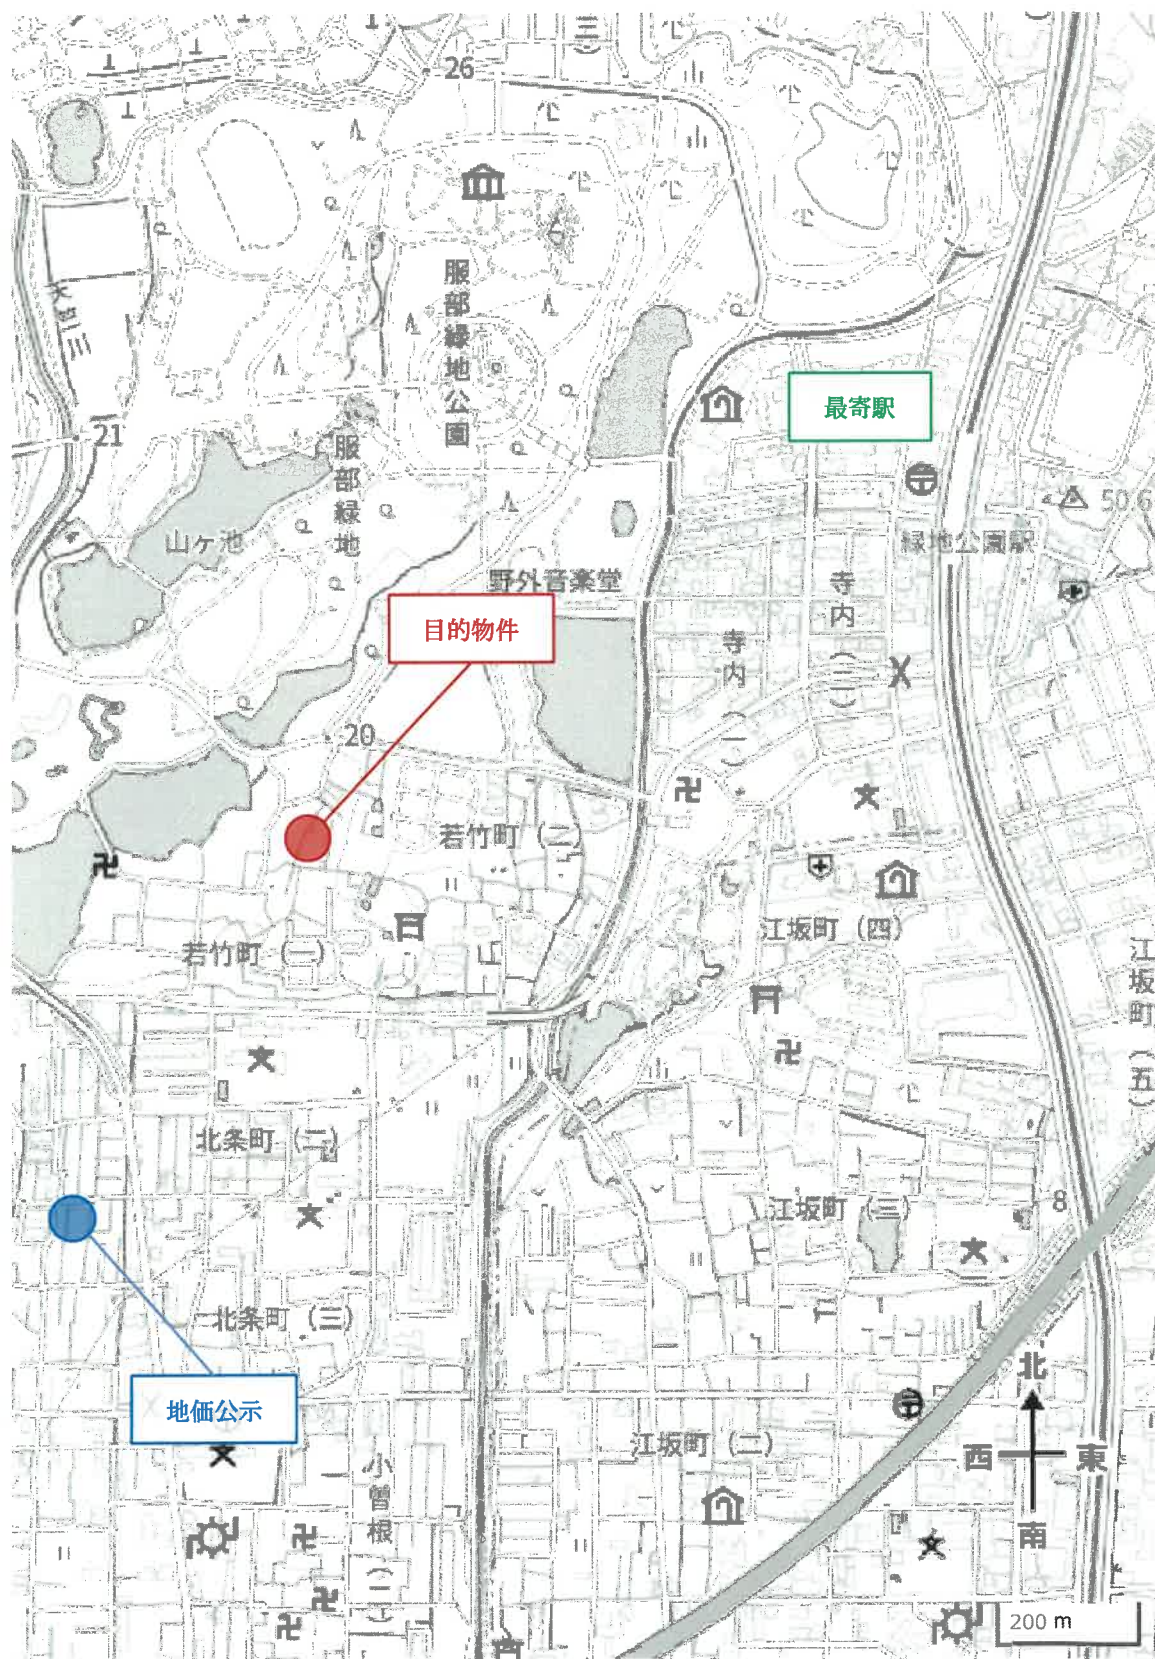 26
服部緑地公園
21
服部緑地
最寄駅
50.6
山ヶ池
緑地公園駅
野外音楽堂
目的物件
寺内(二)
寺内(一)
20
若竹町(二)
若竹町(一)
江坂町(四)
江坂町(五)
北条町(二)
江坂町(三)
8
北条町(三)
地価公示
江坂町(二)
小曽根(二)
北
西
東
南
200 m